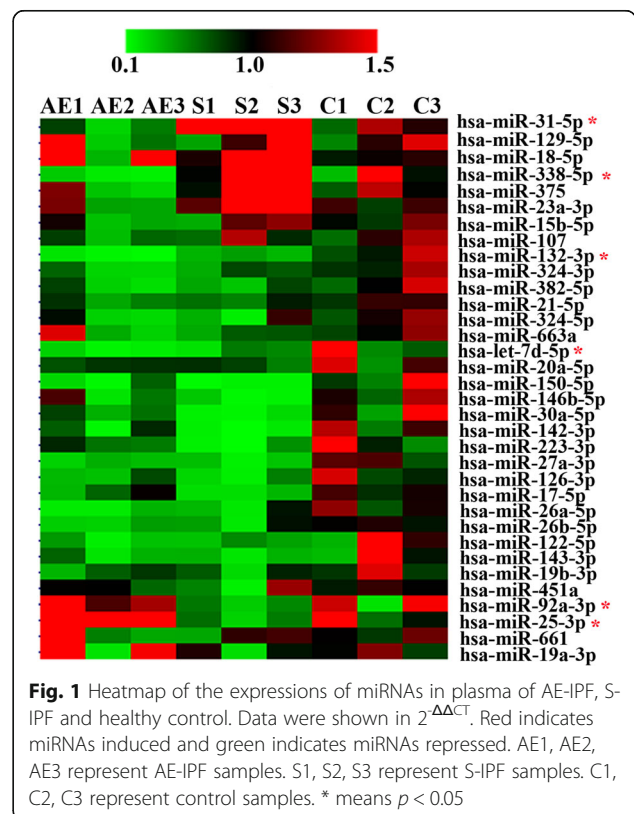 0.1 1.0 1.5
AE1 AE2 AE3 S1 S2 S3 C1 C2 C3
hsa-miR-31-5p *
hsa-miR-129-5p
hsa-miR-18-5p
hsa-miR-338-5p *
hsa-miR-375
hsa-miR-23a-3p
hsa-miR-15b-5p
hsa-miR-107
hsa-miR-132-3p *
hsa-miR-324-3p
hsa-miR-382-5p
hsa-miR-21-5p
hsa-miR-324-5p
hsa-miR-663a
hsa-let-7d-5p *
hsa-miR-20a-5p
hsa-miR-150-5p
hsa-miR-146b-5p
hsa-miR-30a-5p
hsa-miR-142-3p
hsa-miR-223-3p
hsa-miR-27a-3p
hsa-miR-126-3p
hsa-miR-17-5p
hsa-miR-26a-5p
hsa-miR-26b-5p
hsa-miR-122-5p
hsa-miR-143-3p
hsa-miR-19b-3p
hsa-miR-451a
hsa-miR-92a-3p *
hsa-miR-25-3p *
hsa-miR-661
hsa-miR-19a-3p
Fig. 1 Heatmap of the expressions of miRNAs in plasma of AE-IPF, S-
IPF and healthy control. Data were shown in 2^-ΔΔCT. Red indicates
miRNAs induced and green indicates miRNAs repressed. AE1, AE2,
AE3 represent AE-IPF samples. S1, S2, S3 represent S-IPF samples. C1,
C2, C3 represent control samples. * means p < 0.05